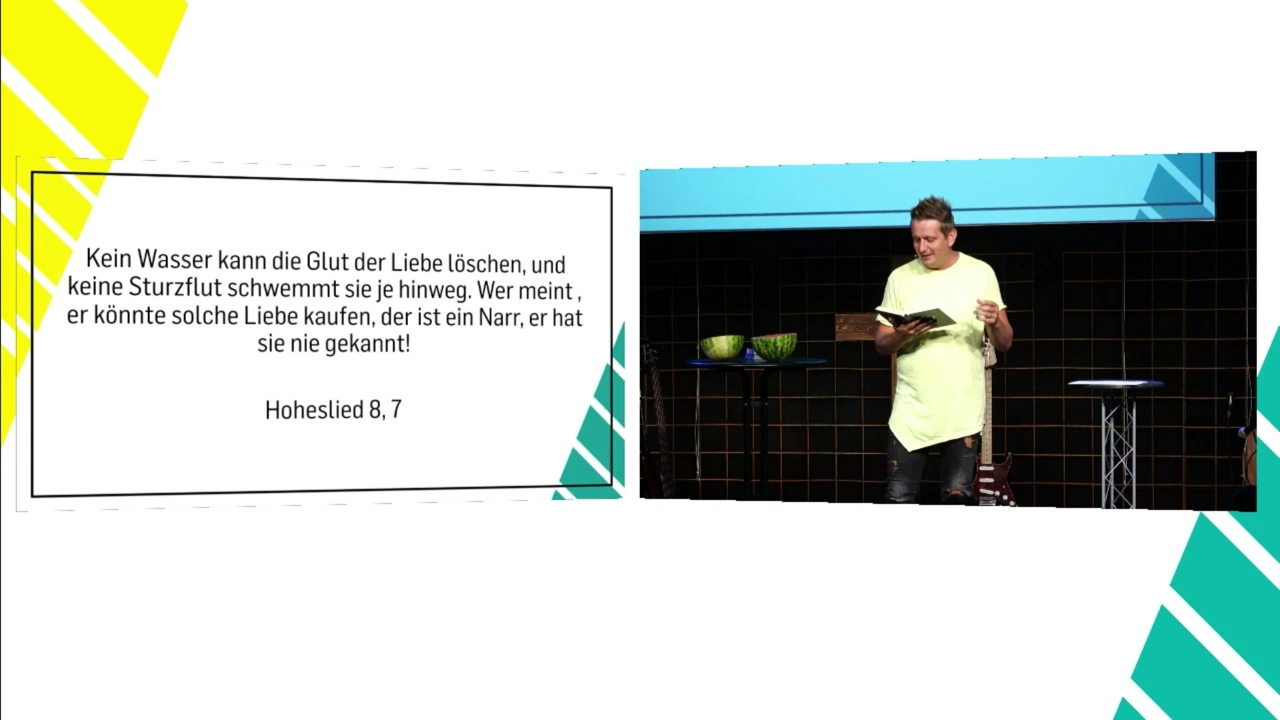 Kein Wasser kann die Glut der Liebe löschen, und
keine Sturzflut schwemmt sie je hinweg. Wer meint ,
er könnte solche Liebe kaufen, der ist ein Narr, er hat
sie nie gekannt!
Hoheslied 8, 7